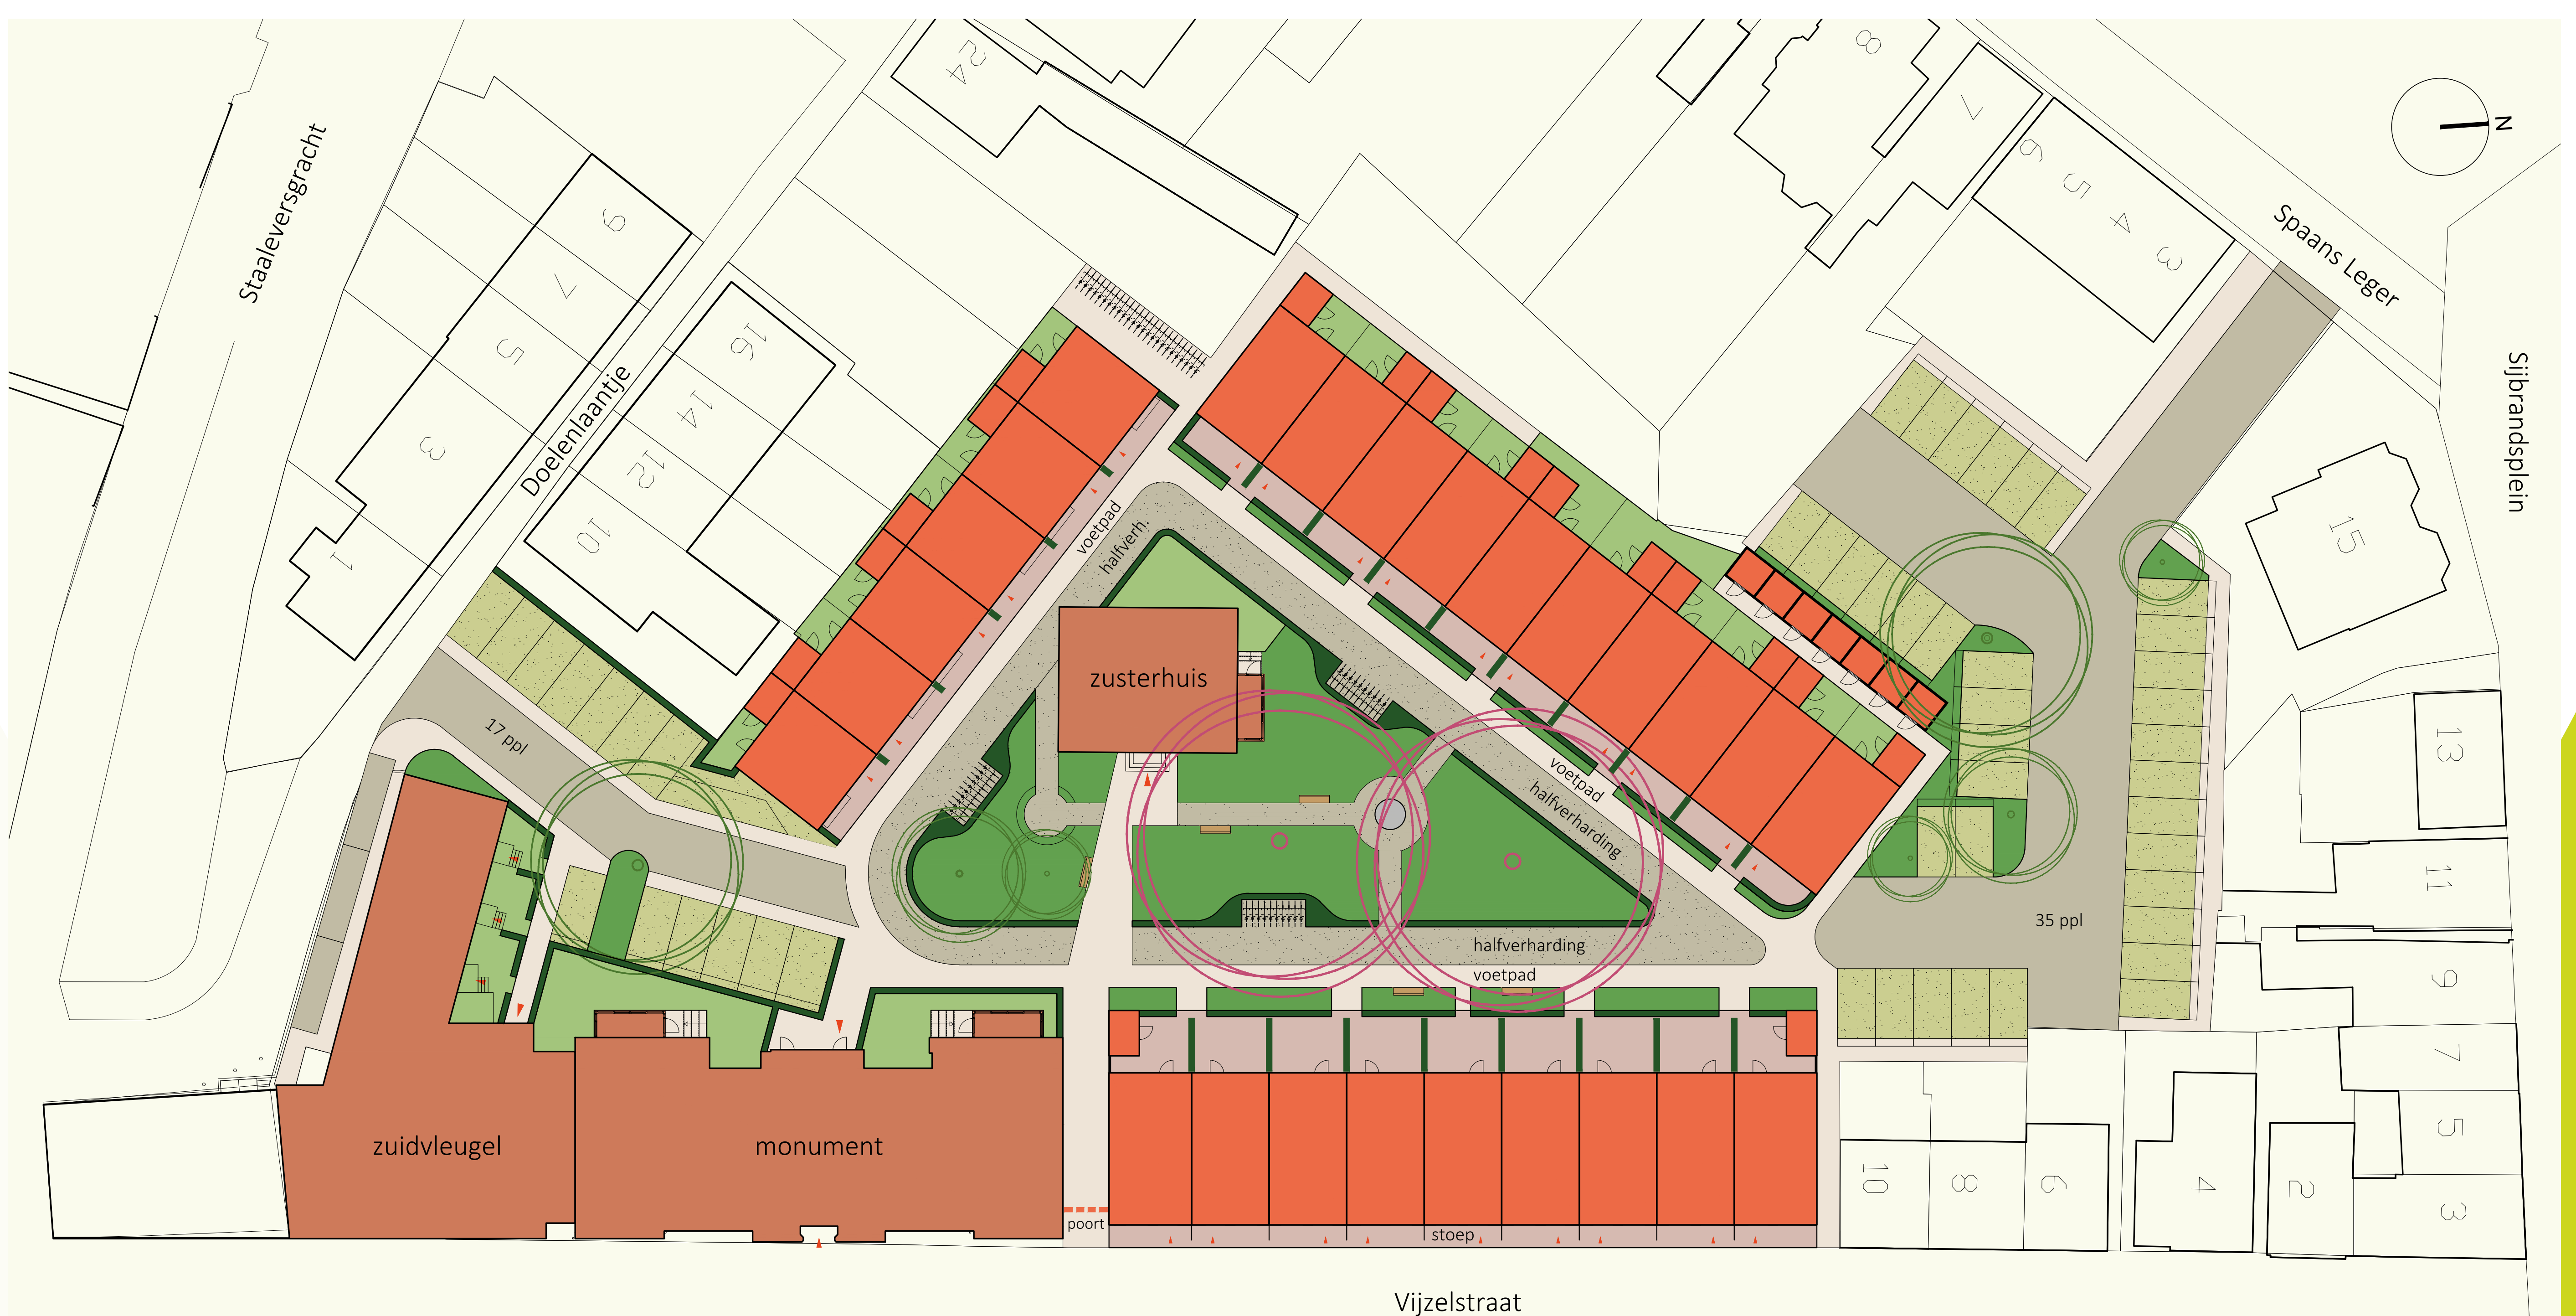 24
8
7
N
6
5
4
3
Spaans Leger
Staaleversgracht
9
7
5
3
1
Doelenlaantje
16
14
12
10
Sijbrandsplein
15
voetpad
halfverh.
zusterhuis
17 ppl
voetpad
halfverharding
13
11
35 ppl
halfverharding
voetpad
9
7
5
3
zuidvleugel
monument
10
8
6
4
2
poort
stoep
Vijzelstraat